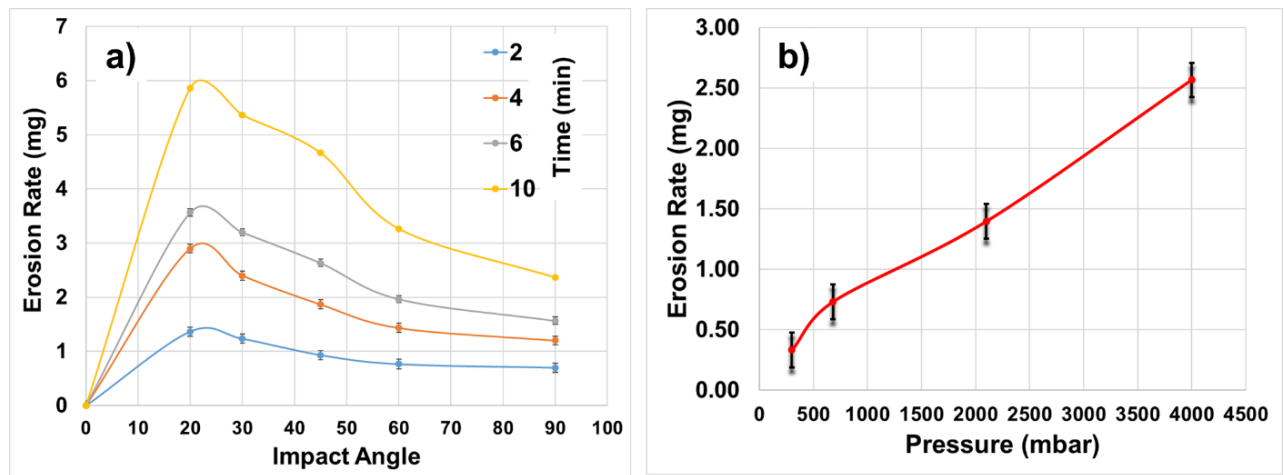 a)
7
6
5
4
3
2
1
0
Erosion Rate (mg)
2
4
6
10
Time (min)
0 10 20 30 40 50 60 70 80 90 100
Impact Angle
b)
3.00
2.50
2.00
1.50
1.00
0.50
0.00
Erosion Rate (mg)
0 500 1000 1500 2000 2500 3000 3500 4000 4500
Pressure (mbar)